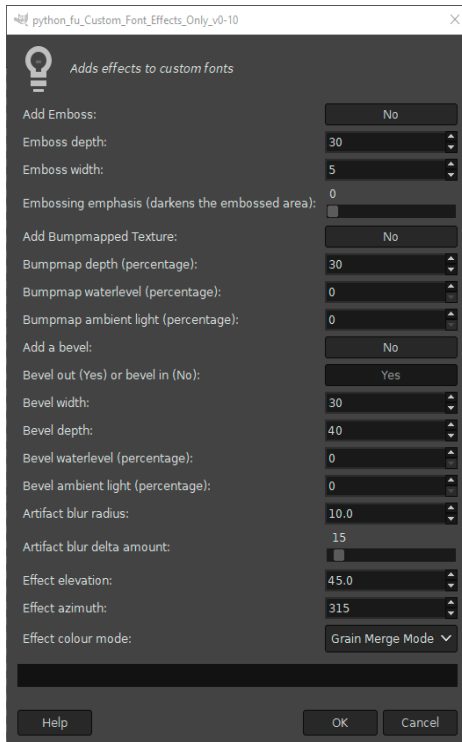 python_fu_Custom_Font_Effects_Only_v0-10
Adds effects to custom fonts
Add Emboss: No
Emboss depth: 30
Emboss width: 5
Embossing emphasis (darkens the embossed area): 0
Add Bumpmapped Texture: No
Bumpmap depth (percentage): 30
Bumpmap waterlevel (percentage): 0
Bumpmap ambient light (percentage): 0
Add a bevel: No
Bevel out (Yes) or bevel in (No): Yes
Bevel width: 30
Bevel depth: 40
Bevel waterlevel (percentage): 0
Bevel ambient light (percentage): 0
Artifact blur radius: 10.0
Artifact blur delta amount: 15
Effect elevation: 45.0
Effect azimuth: 315
Effect colour mode: Grain Merge Mode
Help OK Cancel